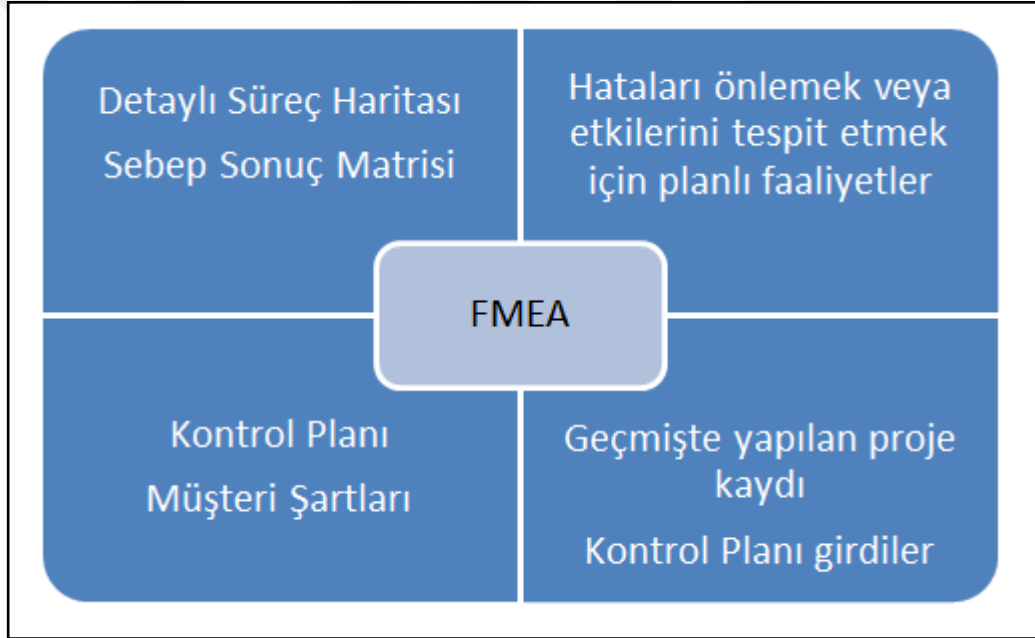 Detaylı Süreç Haritası
Sebep Sonuç Matrisi
Hataları önlemek veya
etkilerini tespit etmek
için planlı faaliyetler
FMEA
Kontrol Planı
Müşteri Şartları
Geçmişte yapılan proje
kaydı
Kontrol Planı girdiler